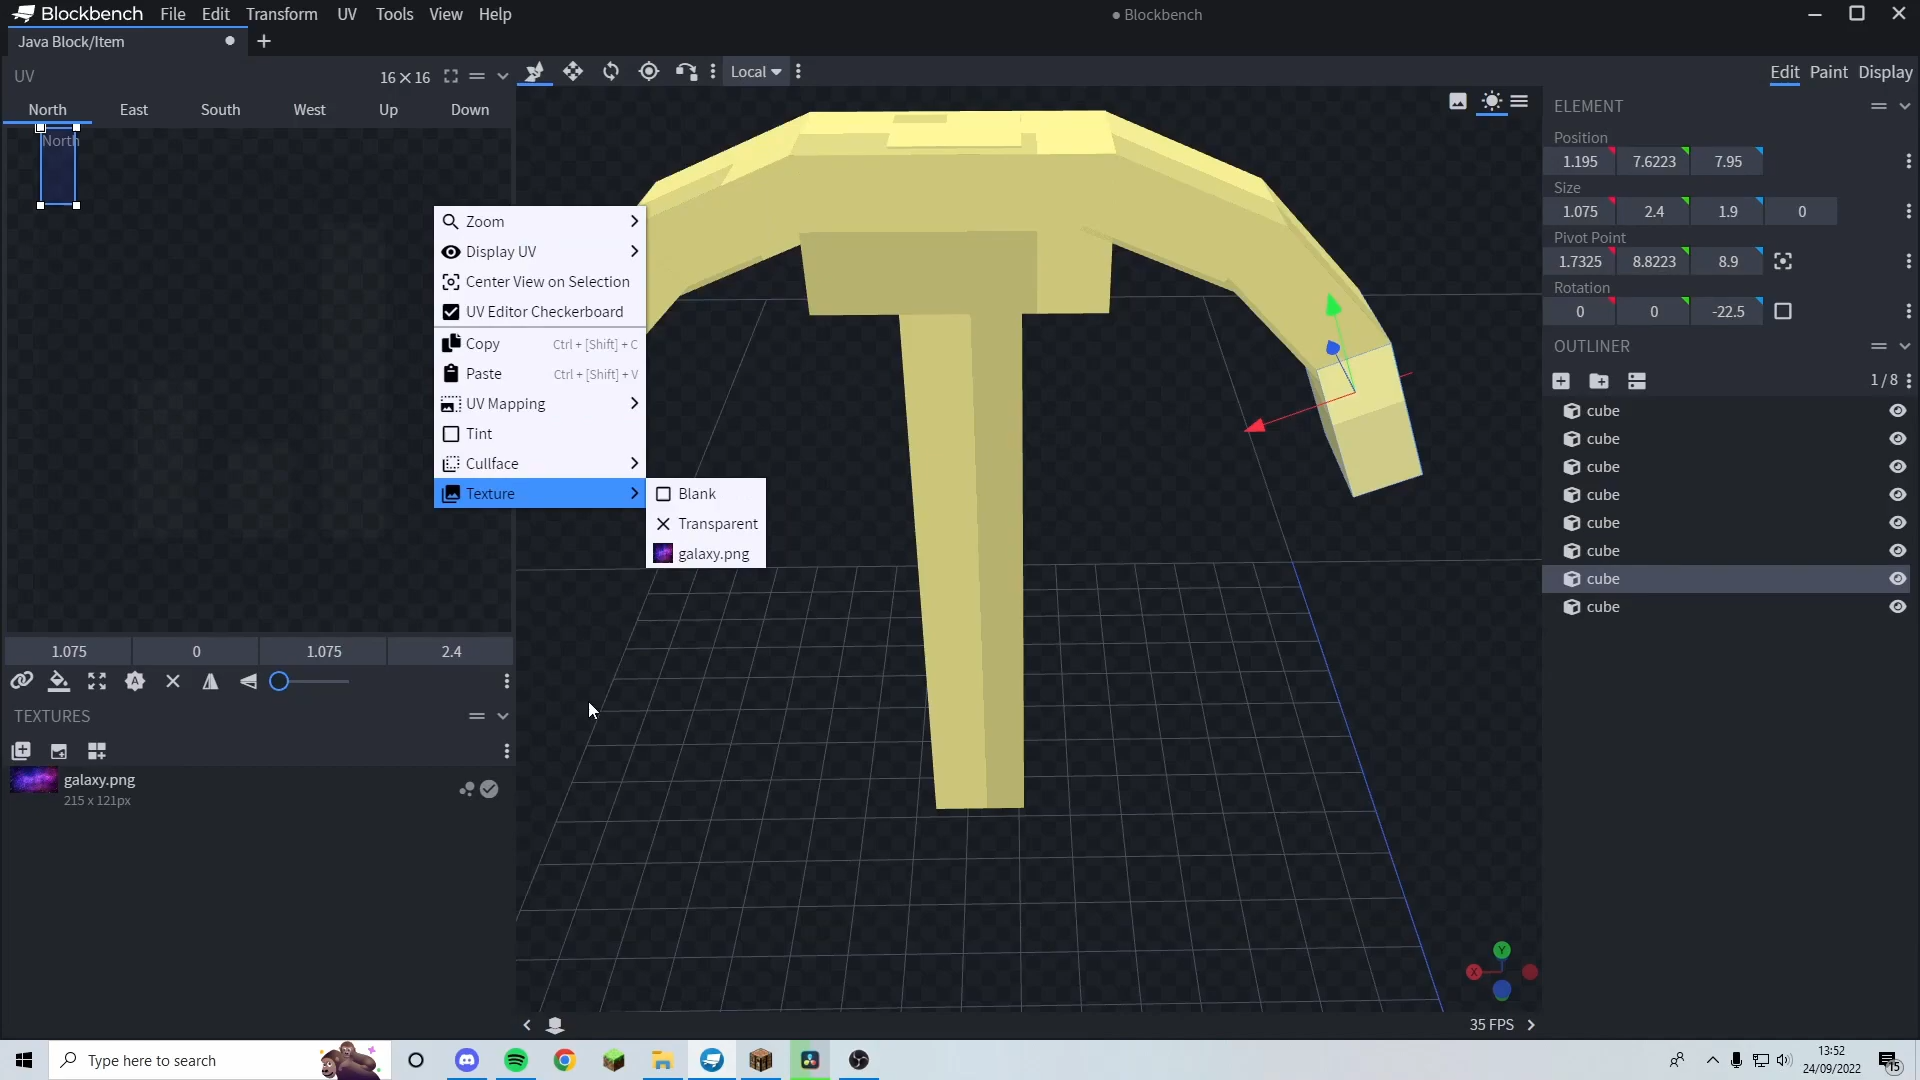 Blockbench File Edit Transform UV Tools View Help
● Blockbench
Java Block/Item
UV
16 × 16
Local
Edit Paint Display
North East South West Up Down
North
ELEMENT
Position
1.195 7.6223 7.95
Size
1.075 2.4 1.9 0
Pivot Point
1.7325 8.8223 8.9
Rotation
0 0 -22.5
OUTLINER
1 / 8
cube
cube
cube
cube
cube
cube
cube
cube
Zoom
Display UV
Center View on Selection
UV Editor Checkerboard
Copy Ctrl + [Shift] + C
Paste Ctrl + [Shift] + V
UV Mapping
Tint
Cullface
Texture
Blank
Transparent
galaxy.png
1.075 0 1.075 2.4
TEXTURES
galaxy.png
215 x 121px
Y
X
35 FPS
Type here to search
13:52
24/09/2022
15